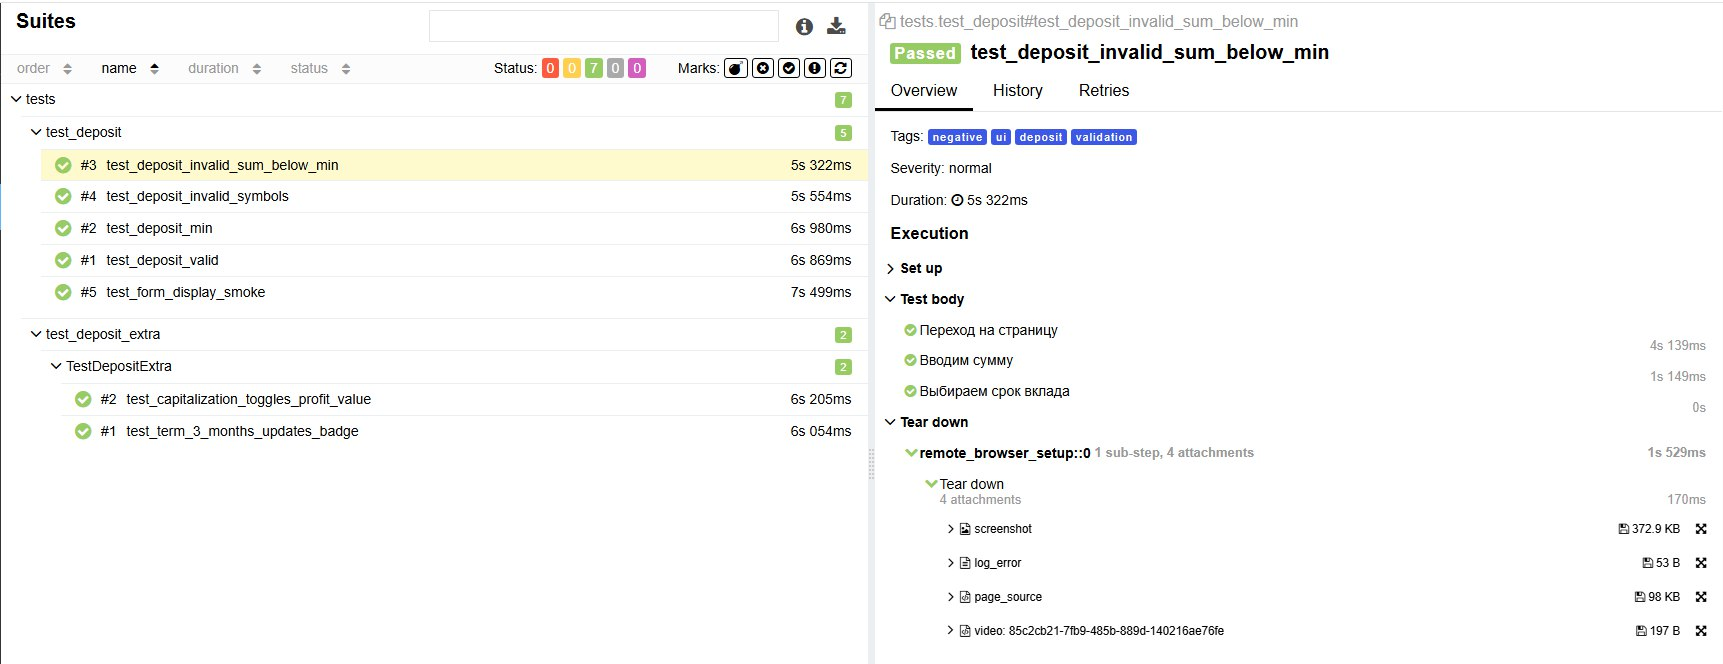 Suites
order name duration status Status: 0 0 7 0 0 Marks:
tests 7
test_deposit 5
#3 test_deposit_invalid_sum_below_min 5s 322ms
#4 test_deposit_invalid_symbols 5s 554ms
#2 test_deposit_min 6s 980ms
#1 test_deposit_valid 6s 869ms
#5 test_form_display_smoke 7s 499ms
test_deposit_extra 2
TestDepositExtra 2
#2 test_capitalization_toggles_profit_value 6s 205ms
#1 test_term_3_months_updates_badge 6s 054ms
tests.test_deposit#test_deposit_invalid_sum_below_min
Passed test_deposit_invalid_sum_below_min
Overview History Retries
Tags: negative ui deposit validation
Severity: normal
Duration: 5s 322ms
Execution
Set up
Test body
Переход на страницу
4s 139ms
Вводим сумму
1s 149ms
Выбираем срок вклада
0s
Tear down
remote_browser_setup::0 1 sub-step, 4 attachments 1s 529ms
Tear down
4 attachments 170ms
screenshot 372.9 KB
log_error 53 B
page_source 98 KB
video: 85c2cb21-7fb9-485b-889d-140216ae76fe 197 B